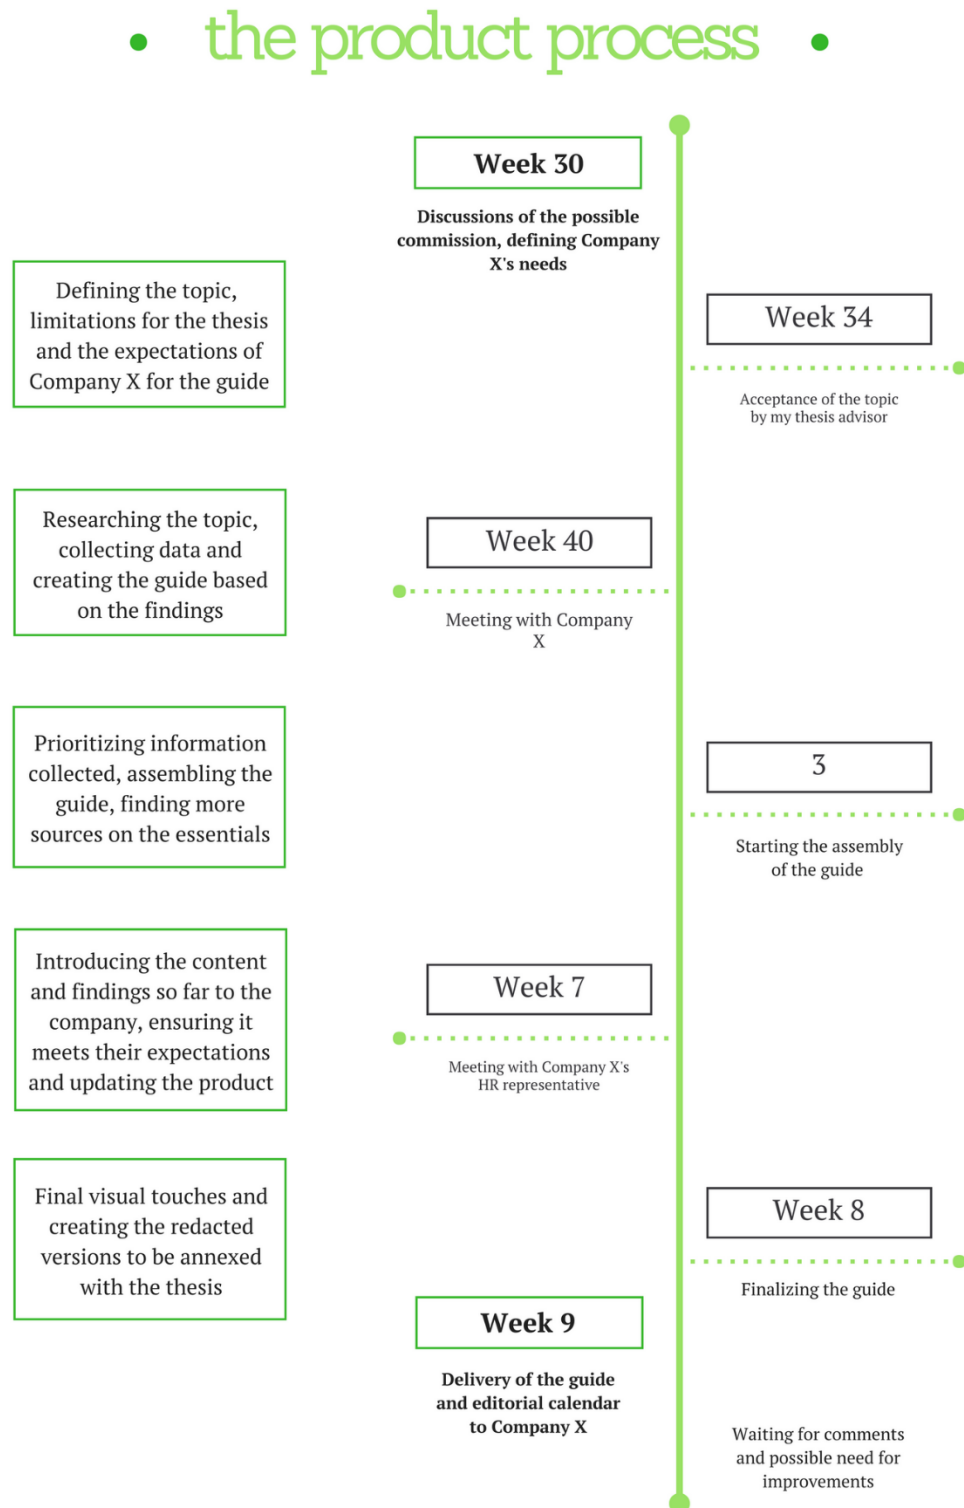 the product process
Week 30
Discussions of the possible
commission, defining Company
X's needs
Defining the topic,
limitations for the thesis
and the expectations of
Company X for the guide
Week 34
Acceptance of the topic
by my thesis advisor
Researching the topic,
collecting data and
creating the guide based
on the findings
Week 40
Meeting with Company
X
Prioritizing information
collected, assembling the
guide, finding more
sources on the essentials
3
Starting the assembly
of the guide
Introducing the content
and findings so far to the
company, ensuring it
meets their expectations
and updating the product
Week 7
Meeting with Company X's
HR representative
Final visual touches and
creating the redacted
versions to be annexed
with the thesis
Week 8
Finalizing the guide
Week 9
Delivery of the guide
and editorial calendar
to Company X
Waiting for comments
and possible need for
improvements